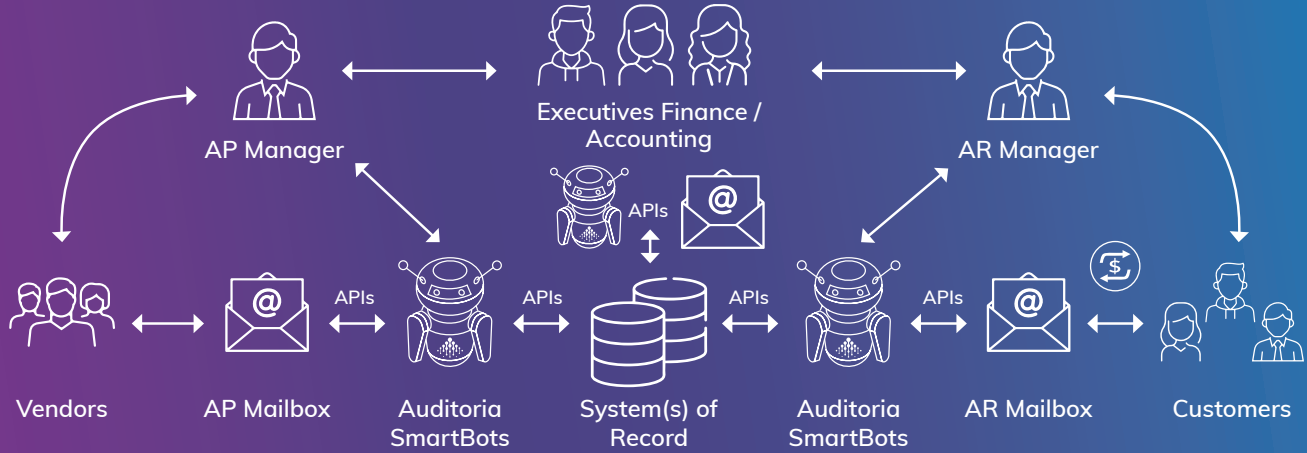 Executives Finance /
Accounting
AP Manager
AR Manager
@
APIs
@
$
@
APIs
APIs
APIs
APIs
@
Vendors
AP Mailbox
Auditoria
SmartBots
System(s) of
Record
Auditoria
SmartBots
AR Mailbox
Customers